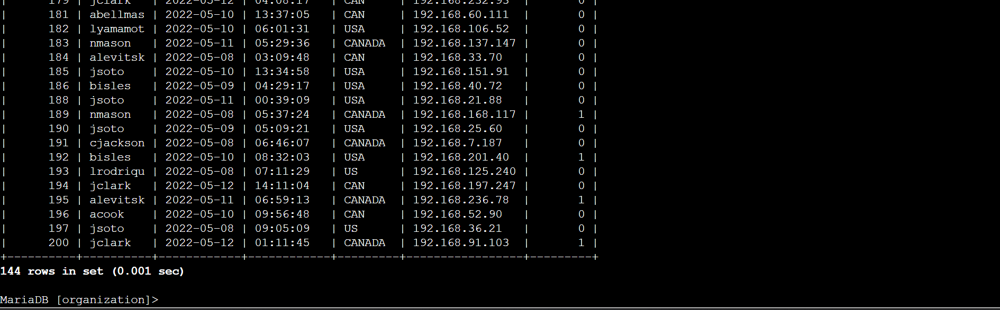 | 179 | jclark | 2022-05-12 | 04:08:17 | CAN | 192.168.232.93 | 0 |
| 181 | abellmas | 2022-05-10 | 13:37:05 | CAN | 192.168.60.111 | 0 |
| 182 | lyamamot | 2022-05-10 | 06:01:31 | USA | 192.168.106.52 | 0 |
| 183 | nmason | 2022-05-11 | 05:29:36 | CANADA | 192.168.137.147 | 0 |
| 184 | alevitsk | 2022-05-08 | 03:09:48 | CAN | 192.168.33.70 | 0 |
| 185 | jsoto | 2022-05-10 | 13:34:58 | USA | 192.168.151.91 | 0 |
| 186 | bisles | 2022-05-09 | 04:29:17 | USA | 192.168.40.72 | 0 |
| 188 | jsoto | 2022-05-11 | 00:39:09 | USA | 192.168.21.88 | 0 |
| 189 | nmason | 2022-05-08 | 05:37:24 | CANADA | 192.168.168.117 | 1 |
| 190 | jsoto | 2022-05-09 | 05:09:21 | USA | 192.168.25.60 | 0 |
| 191 | cjackson | 2022-05-08 | 06:46:07 | CANADA | 192.168.7.187 | 0 |
| 192 | bisles | 2022-05-10 | 08:32:03 | USA | 192.168.201.40 | 1 |
| 193 | lrodriqu | 2022-05-08 | 07:11:29 | US | 192.168.125.240 | 0 |
| 194 | jclark | 2022-05-12 | 14:11:04 | CAN | 192.168.197.247 | 0 |
| 195 | alevitsk | 2022-05-11 | 06:59:13 | CANADA | 192.168.236.78 | 1 |
| 196 | acook | 2022-05-10 | 09:56:48 | CAN | 192.168.52.90 | 0 |
| 197 | jsoto | 2022-05-08 | 09:05:09 | US | 192.168.36.21 | 0 |
| 200 | jclark | 2022-05-12 | 01:11:45 | CANADA | 192.168.91.103 | 1 |
+----------+----------+------------+------------+---------+-----------------+---------+
144 rows in set (0.001 sec)
MariaDB [organization]>